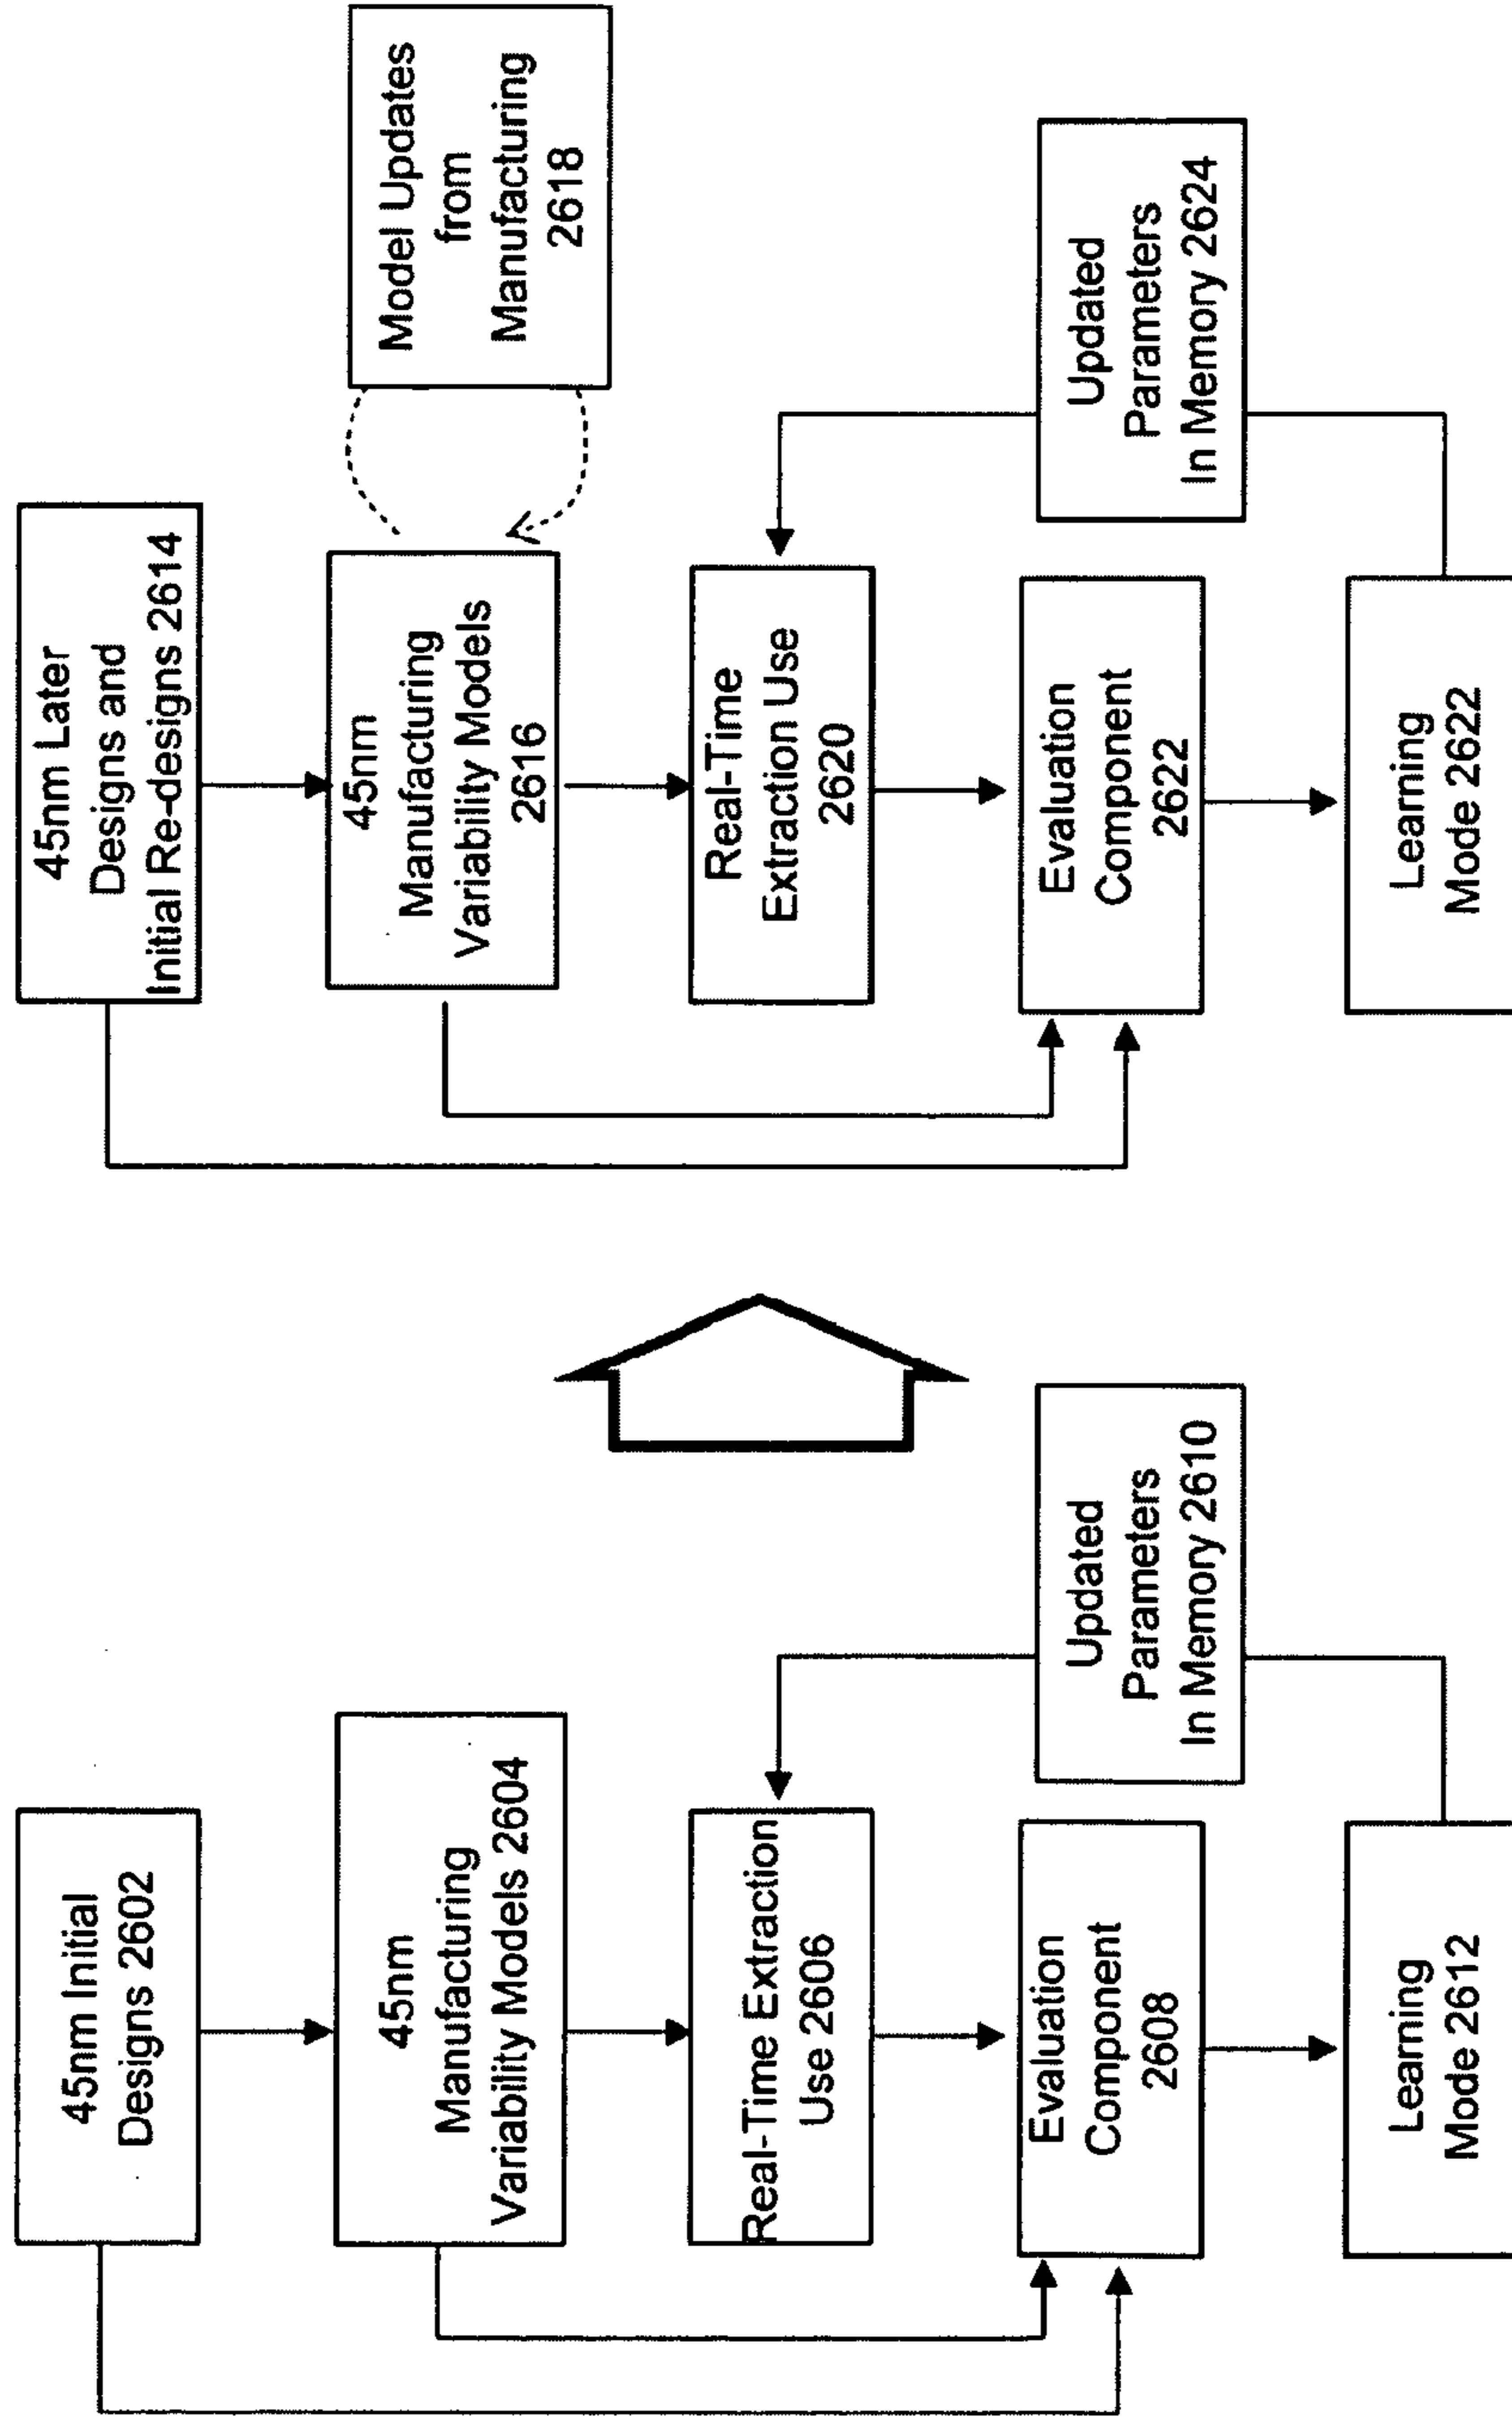 45nm Initial
Designs 2602
45nm
Manufacturing
Variability Models 2604
Real-Time Extraction
Use 2606
Evaluation
Component
2608
Learning
Mode 2612
Updated
Parameters
In Memory 2610
45nm Later
Designs and
Initial Re-designs 2614
45nm
Manufacturing
Variability Models
2616
Model Updates
from
Manufacturing
2618
Real-Time
Extraction Use
2620
Evaluation
Component
2622
Learning
Mode 2622
Updated
Parameters
In Memory 2624